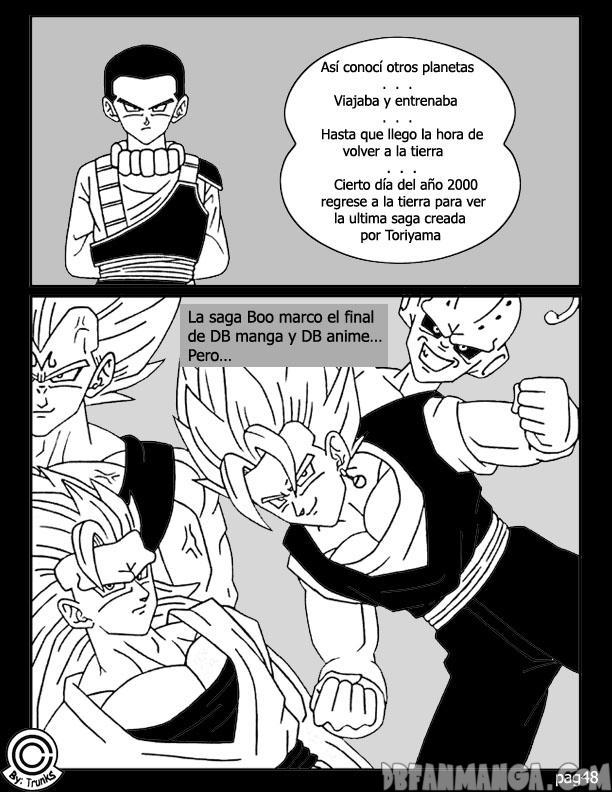 Así conocí otros planetas
. . .
Viajaba y entrenaba
. . .
Hasta que llego la hora de
volver a la tierra
. . .
Cierto día del año 2000
regrese a la tierra para ver
la ultima saga creada
por Toriyama
La saga Boo marco el final
de DB manga y DB anime...
Pero...
By: Trunks
pag48
DBFANMANGA.COM